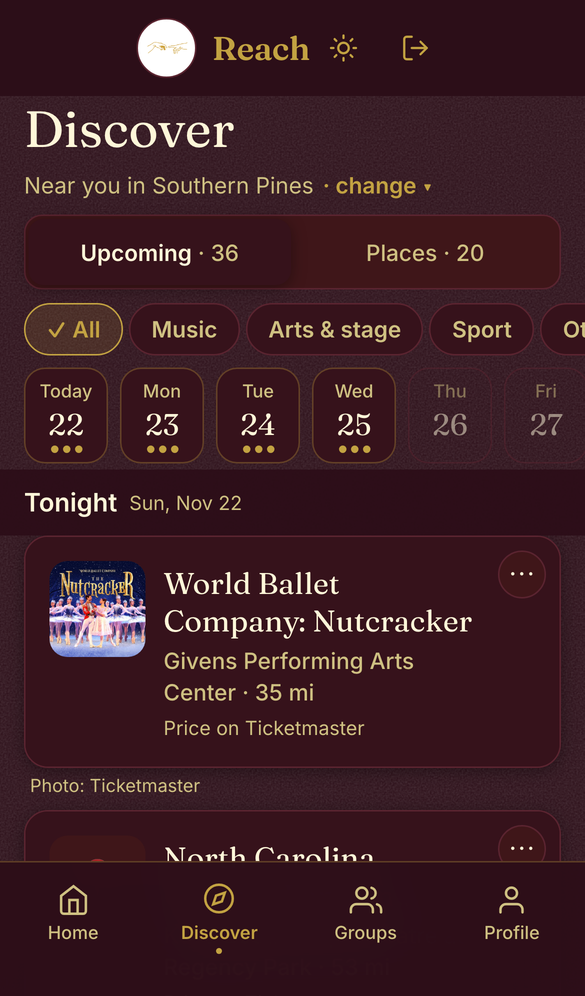 Reach
Discover
Near you in Southern Pines · change ▾
Upcoming · 36
Places · 20
✓ All
Music
Arts & stage
Sport
Ot
Today
22
Mon
23
Tue
24
Wed
25
Thu
26
Fri
27
Tonight Sun, Nov 22
THE
NUTCRACKER
World Ballet
Company: Nutcracker
Givens Performing Arts
Center · 35 mi
Price on Ticketmaster
Photo: Ticketmaster
North Carolina
Home
Discover
Groups
Profile